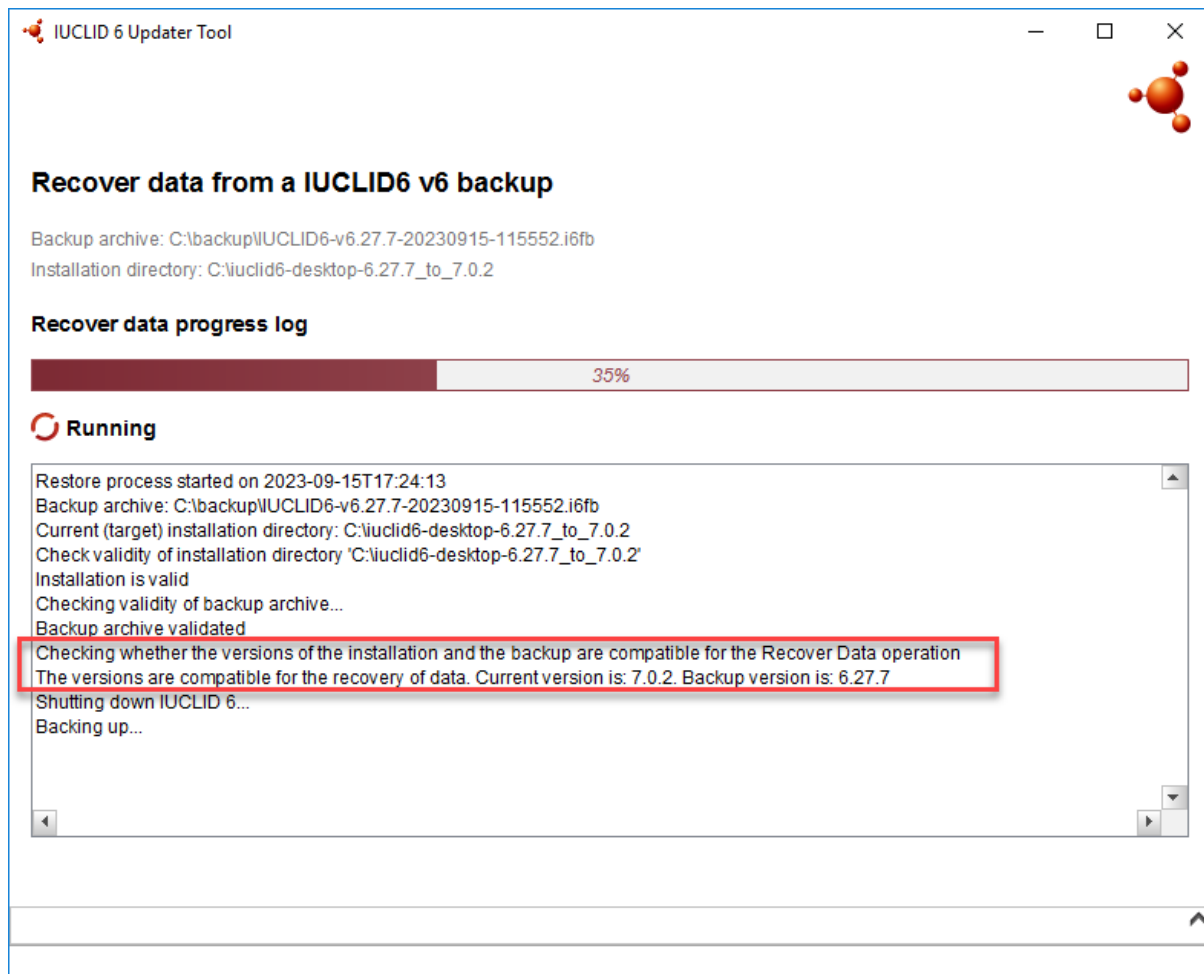 IUCLID 6 Updater Tool
Recover data from a IUCLID6 v6 backup
Backup archive: C:\backup\IUCLID6-v6.27.7-20230915-115552.i6fb
Installation directory: C:\iuclid6-desktop-6.27.7_to_7.0.2
Recover data progress log
35%
Running
Restore process started on 2023-09-15T17:24:13
Backup archive: C:\backup\IUCLID6-v6.27.7-20230915-115552.i6fb
Current (target) installation directory: C:\iuclid6-desktop-6.27.7_to_7.0.2
Check validity of installation directory 'C:\iuclid6-desktop-6.27.7_to_7.0.2'
Installation is valid
Checking validity of backup archive...
Backup archive validated
Checking whether the versions of the installation and the backup are compatible for the Recover Data operation
The versions are compatible for the recovery of data. Current version is: 7.0.2. Backup version is: 6.27.7
Shutting down IUCLID 6...
Backing up...